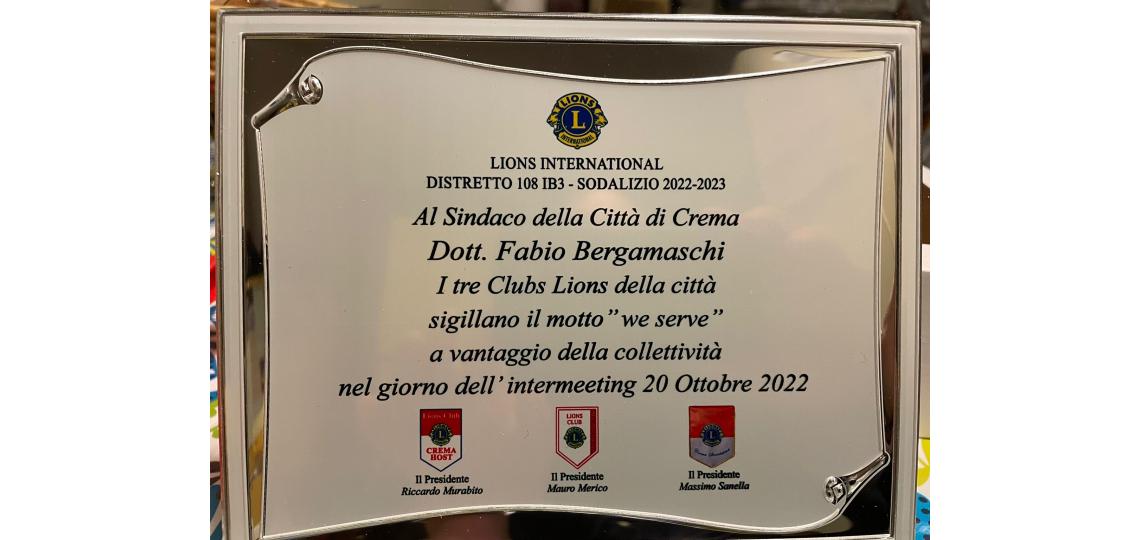 LIONS
L
INTERNATIONAL
LIONS INTERNATIONAL
DISTRETTO 108 IB3 - SODALIZIO 2022-2023
Al Sindaco della Città di Crema
Dott. Fabio Bergamaschi
I tre Clubs Lions della città
sigillano il motto” we serve”
a vantaggio della collettività
nel giorno dell’ intermeeting 20 Ottobre 2022
Lions Club
L
CREMA
HOST
LIONS
CLUB
L
L
Il Presidente
Riccardo Murabito
Il Presidente
Mauro Merico
Il Presidente
Massimo Sanella